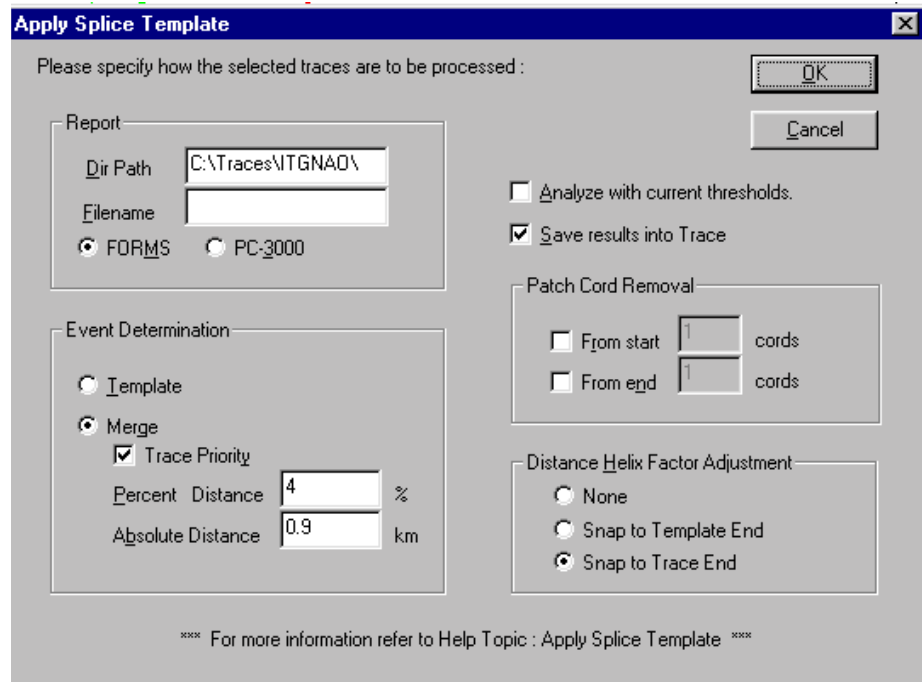 Apply Splice Template
Please specify how the selected traces are to be processed :
OK
Cancel
Report
Dir Path C:\Traces\ITGNAO\
Filename
FORMS PC-3000
Analyze with current thresholds.
Save results into Trace
Patch Cord Removal
From start 1 cords
From end 1 cords
Event Determination
Template
Merge
Trace Priority
Percent Distance 4 %
Absolute Distance 0.9 km
Distance Helix Factor Adjustment
None
Snap to Template End
Snap to Trace End
*** For more information refer to Help Topic : Apply Splice Template ***